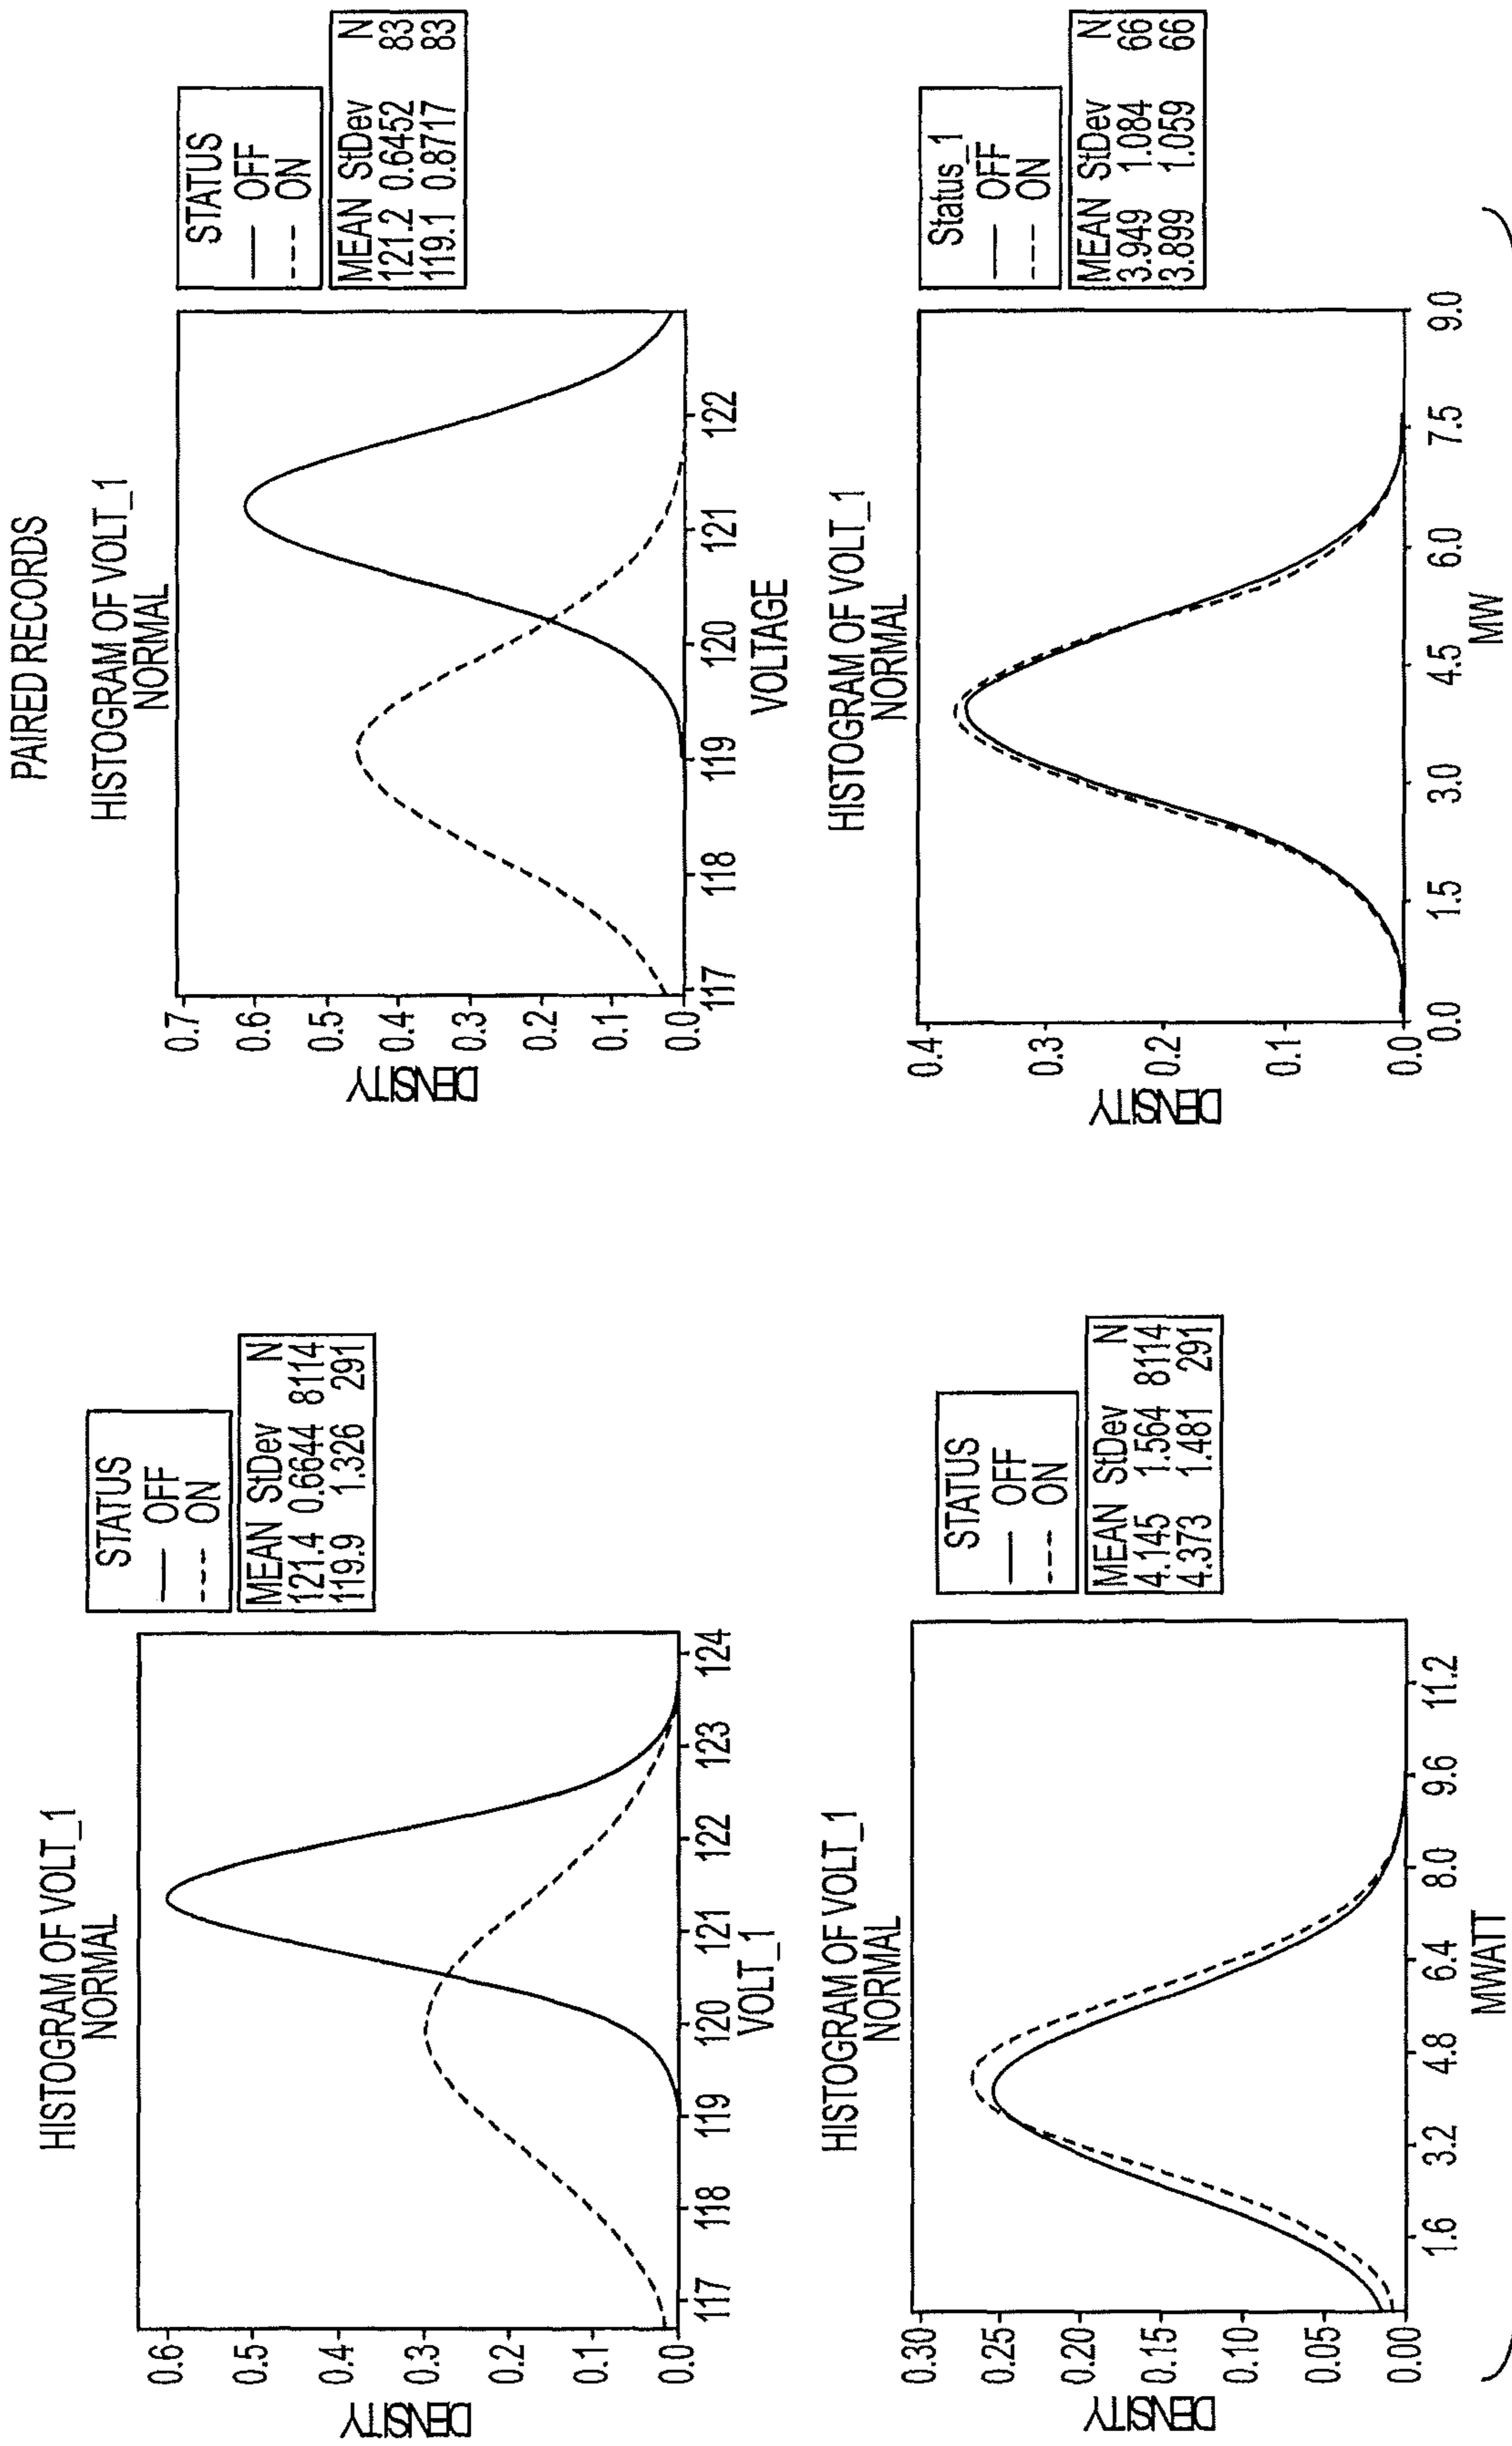 PAIRED RECORDS
HISTOGRAM OF VOLT_1
NORMAL
DENSITY
0.6
0.5
0.4
0.3
0.2
0.1
0.0
117
118
119
120
121
122
123
124
VOLT_1
STATUS
OFF
ON
MEAN StDev N
121.4 0.6644 8114
119.9 1.326 291
HISTOGRAM OF VOLT_1
NORMAL
DENSITY
0.7
0.6
0.5
0.4
0.3
0.2
0.1
0.0
117
118
119
120
121
122
VOLTAGE
STATUS
OFF
ON
MEAN StDev N
121.2 0.6452 83
119.1 0.8717 83
HISTOGRAM OF VOLT_1
NORMAL
DENSITY
0.30
0.25
0.20
0.15
0.10
0.05
0.00
1.6
3.2
4.8
6.4
8.0
9.6
11.2
MWATT
STATUS
OFF
ON
MEAN StDev N
4.145 1.564 8114
4.373 1.481 291
HISTOGRAM OF VOLT_1
NORMAL
DENSITY
0.4
0.3
0.2
0.1
0.0
0.0
1.5
3.0
4.5
6.0
7.5
9.0
MW
Status_1
OFF
ON
MEAN StDev N
3.949 1.084 66
3.899 1.059 66